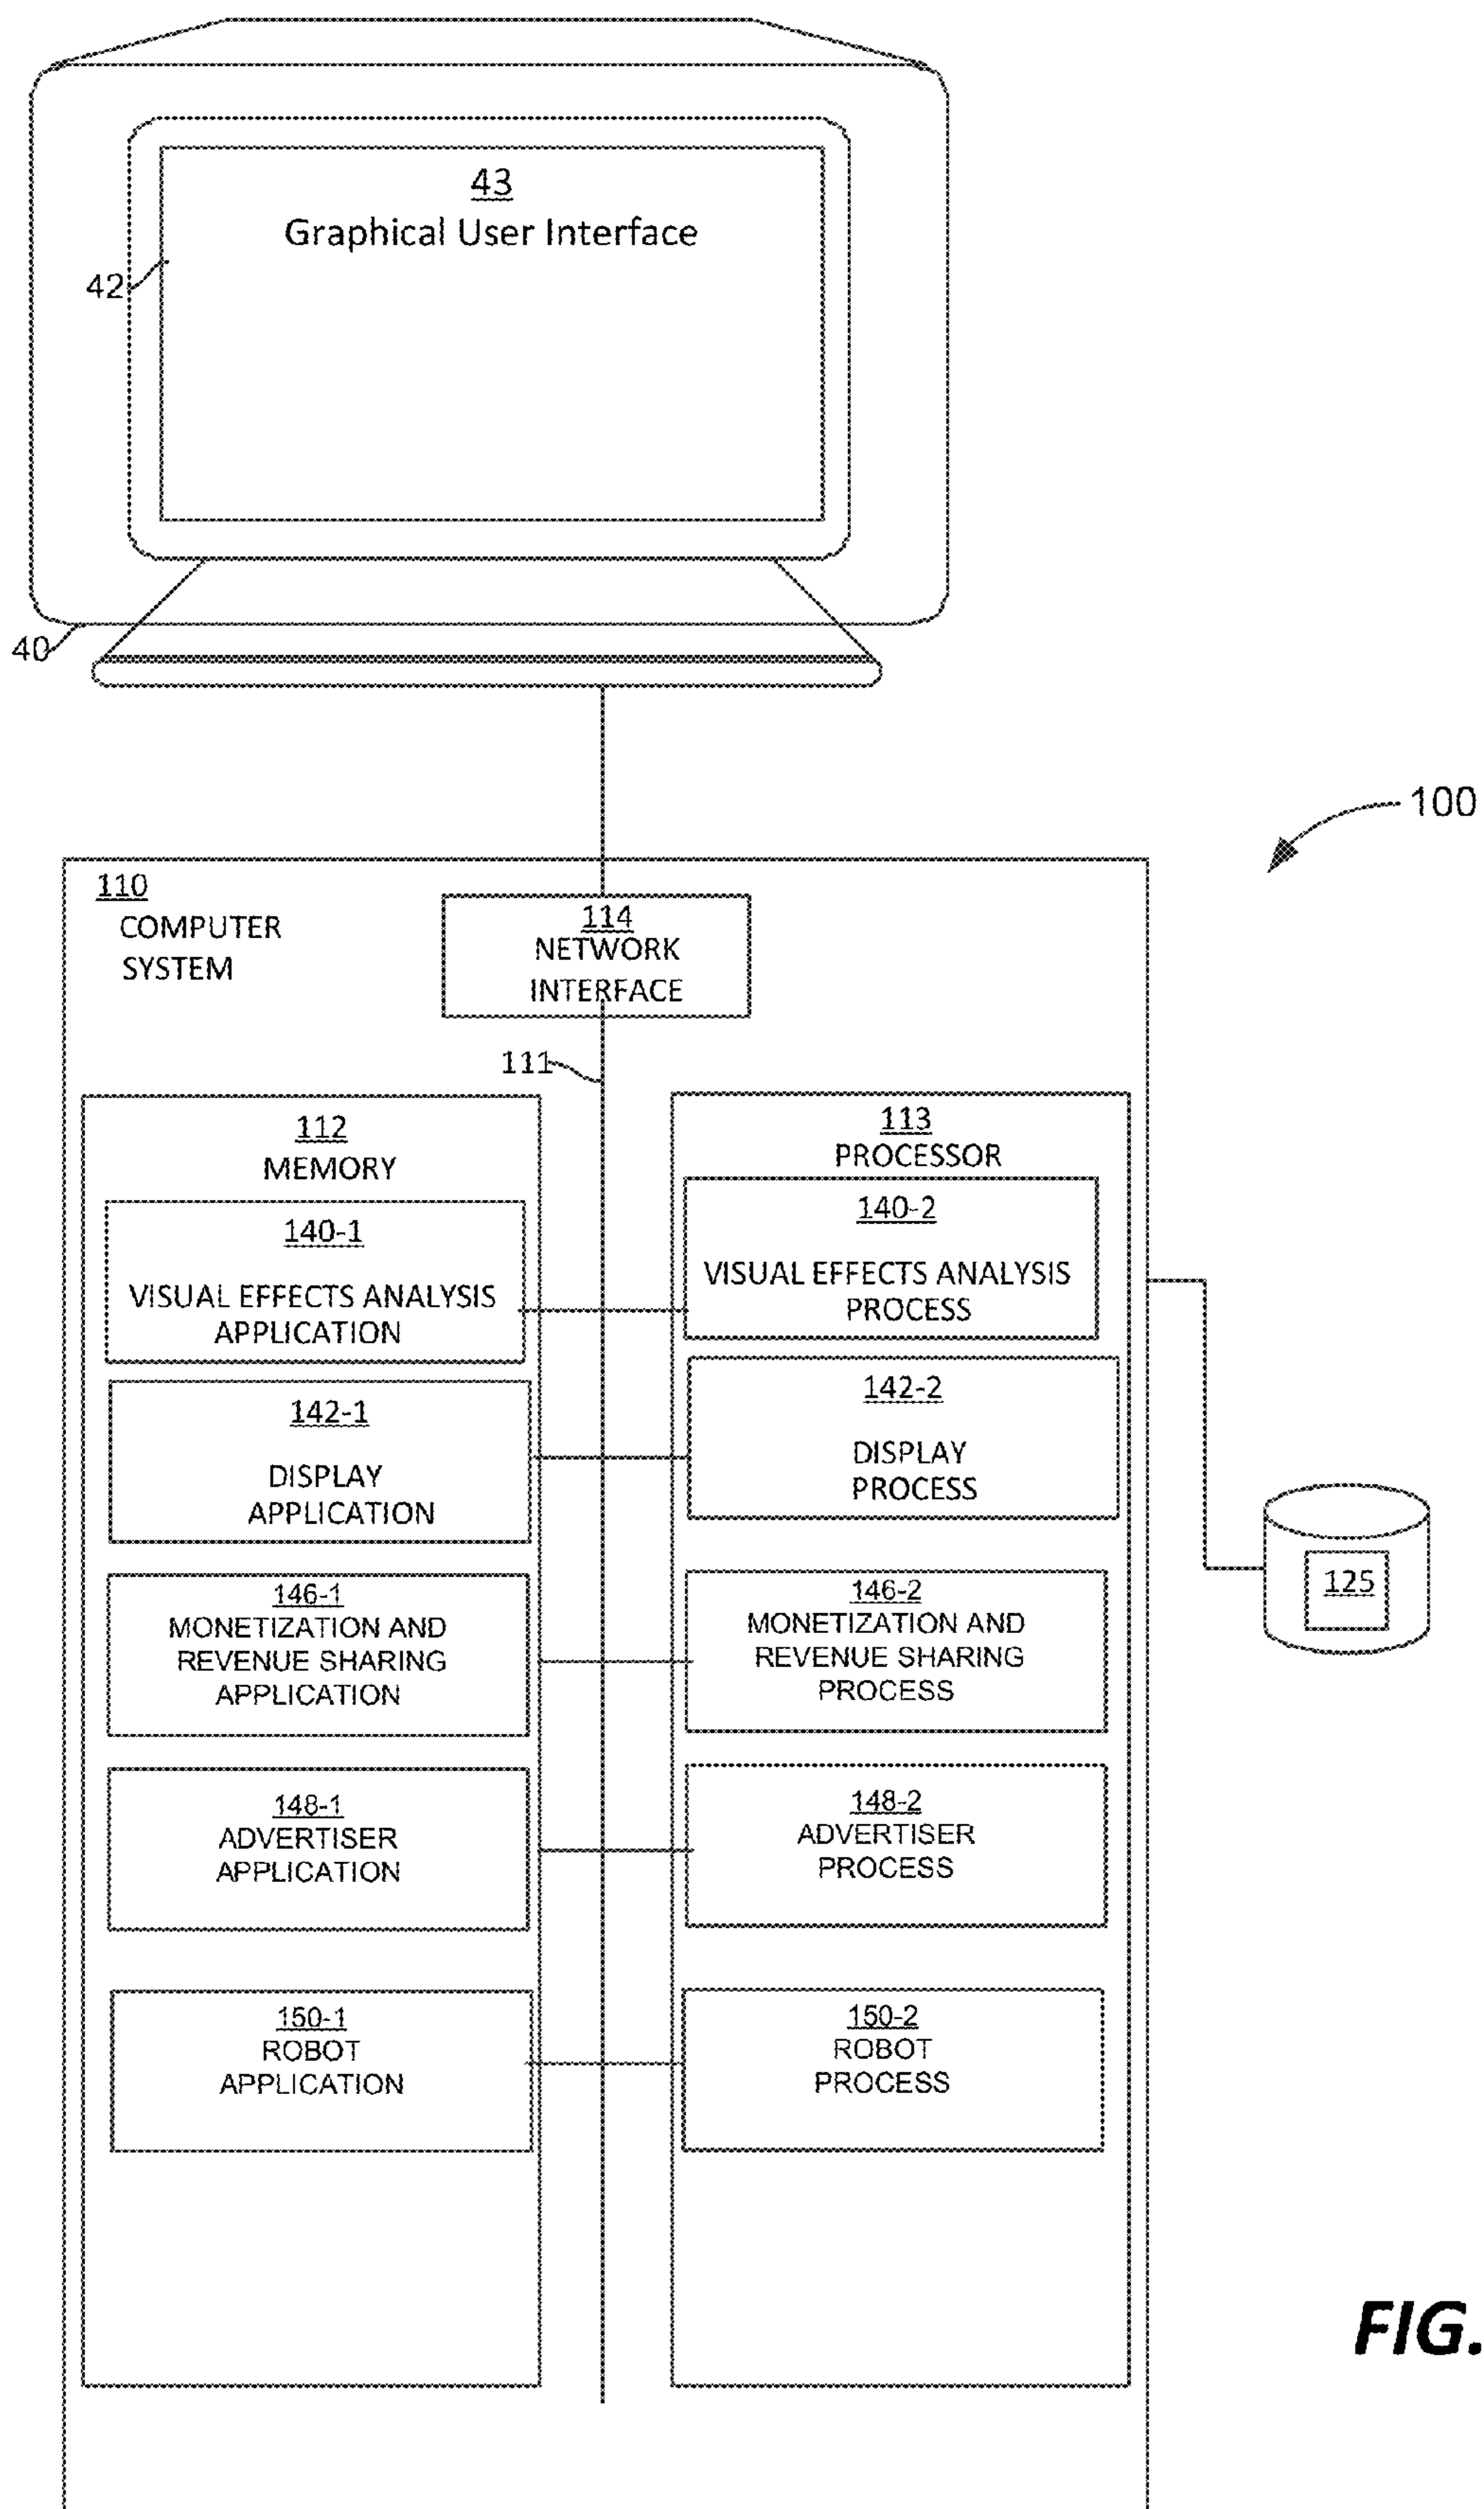 43
Graphical User Interface
42
40
100
110
COMPUTER
SYSTEM
114
NETWORK
INTERFACE
111
112
MEMORY
140-1
VISUAL EFFECTS ANALYSIS
APPLICATION
142-1
DISPLAY
APPLICATION
146-1
MONETIZATION AND
REVENUE SHARING
APPLICATION
148-1
ADVERTISER
APPLICATION
150-1
ROBOT
APPLICATION
113
PROCESSOR
140-2
VISUAL EFFECTS ANALYSIS
PROCESS
142-2
DISPLAY
PROCESS
146-2
MONETIZATION AND
REVENUE SHARING
PROCESS
148-2
ADVERTISER
PROCESS
150-2
ROBOT
PROCESS
125
FIG.